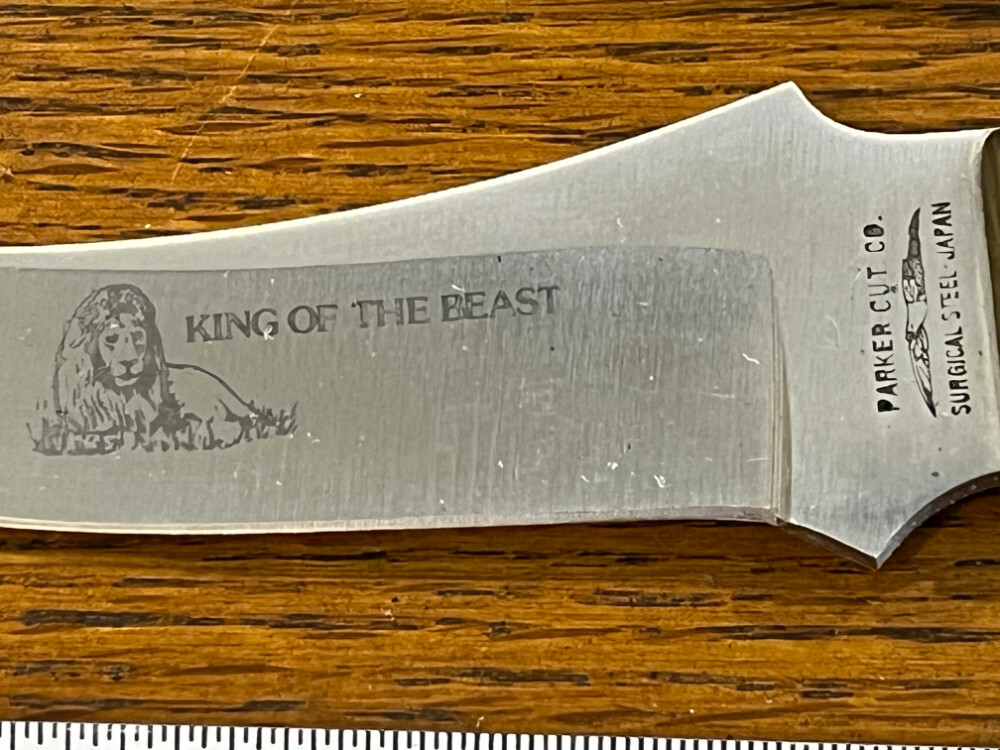 KING OF THE BEAST
PARKER CUT CO.
SURGICAL STEEL JAPAN